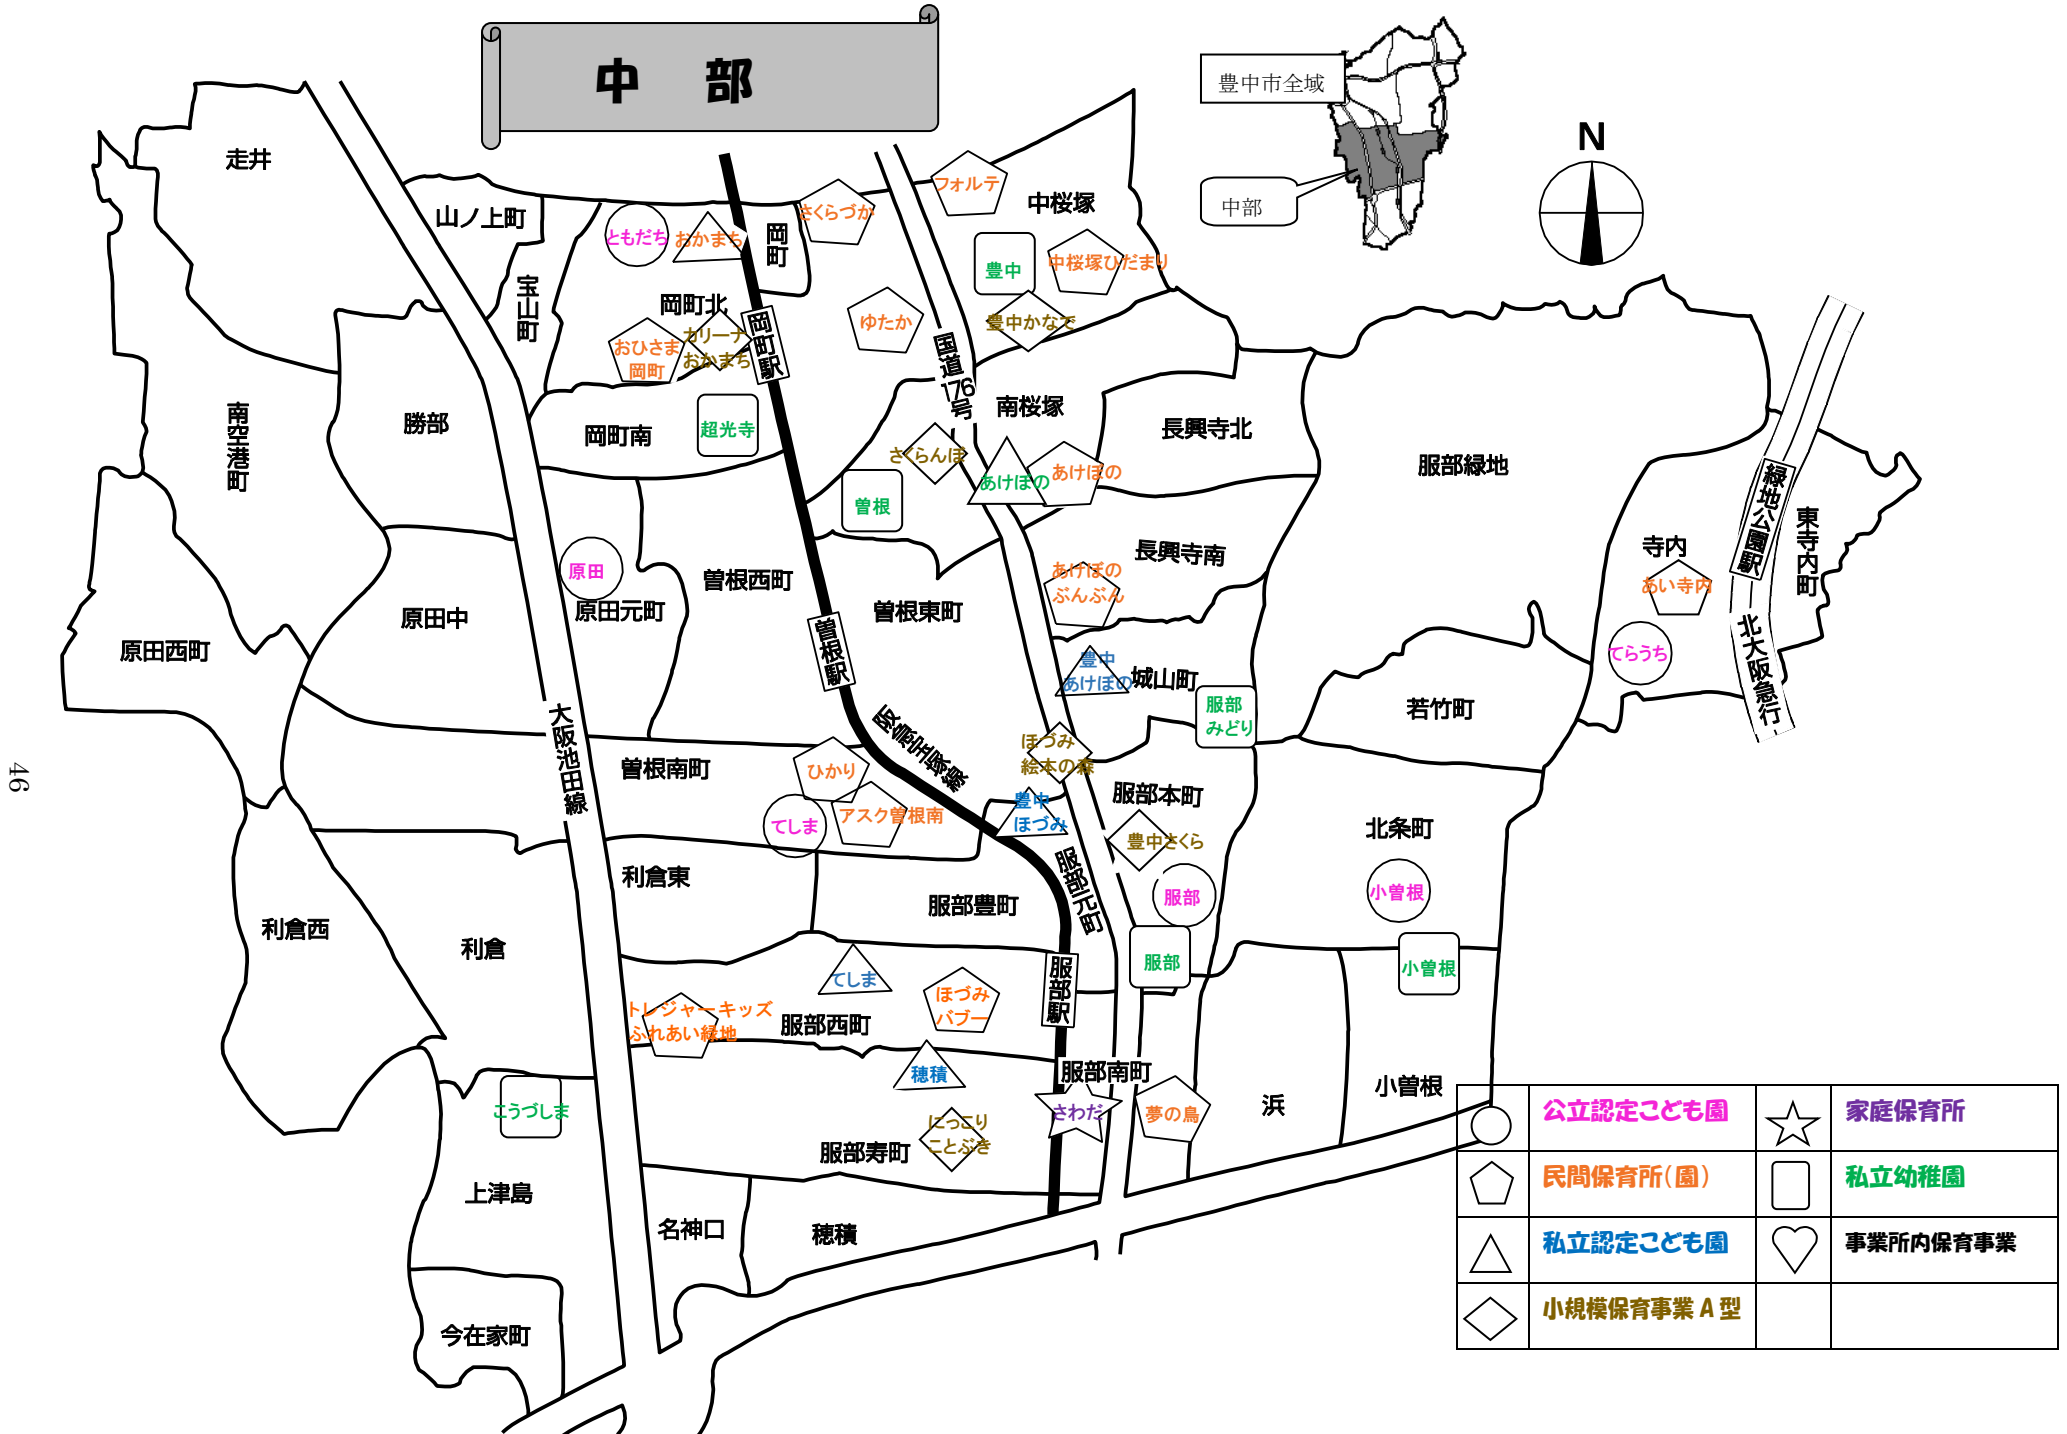 中 部
豊中市全域
中部
N
走井
山ノ上町
宝山町
ともだち
おかまち
岡町
さくらづか
フォルテ
中桜塚
豊中
中桜塚ひだまり
豊中かなで
岡町北
おひさま
岡町
カリーナ
おかまち
岡町駅
ゆたか
国道176号
南桜塚
長興寺北
服部緑地
南空港町
勝部
岡町南
超光寺
さくらんぼ
曽根
あけぼの
あけぼの
緑地公園駅
東寺内町
寺内
あい寺内
てらうち
北大阪急行
原田西町
原田中
原田
原田元町
曽根西町
曽根東町
曽根駅
長興寺南
あけぼの
ぶんぶん
豊中
あけぼの
城山町
服部
みどり
若竹町
大阪池田線
阪急宝塚線
曽根南町
ひかり
てしま
アスク曽根南
ほづみ
絵本の森
豊中
ほづみ
服部本町
豊中さくら
服部元町
服部
北条町
小曽根
利倉西
利倉
利倉東
服部豊町
服部
小曽根
てしま
ほづみ
バブー
服部駅
トレジャーキッズ
ふれあい緑地
服部西町
穂積
服部南町
さわだ
夢の鳥
浜
小曽根
こうづしま
にっこり
ことぶき
服部寿町
上津島
名神口
穂積
今在家町
公立認定こども園
家庭保育所
民間保育所(園)
私立幼稚園
私立認定こども園
事業所内保育事業
小規模保育事業A型
46